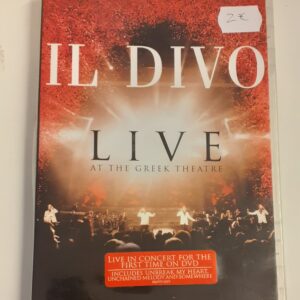 2€
IL DIVO
LIVE
AT THE GREEK THEATRE
LIVE IN CONCERT FOR THE
FIRST TIME ON DVD
INCLUDES UNBREAK MY HEART,
UNCHAINED MELODY AND SOMEWHERE